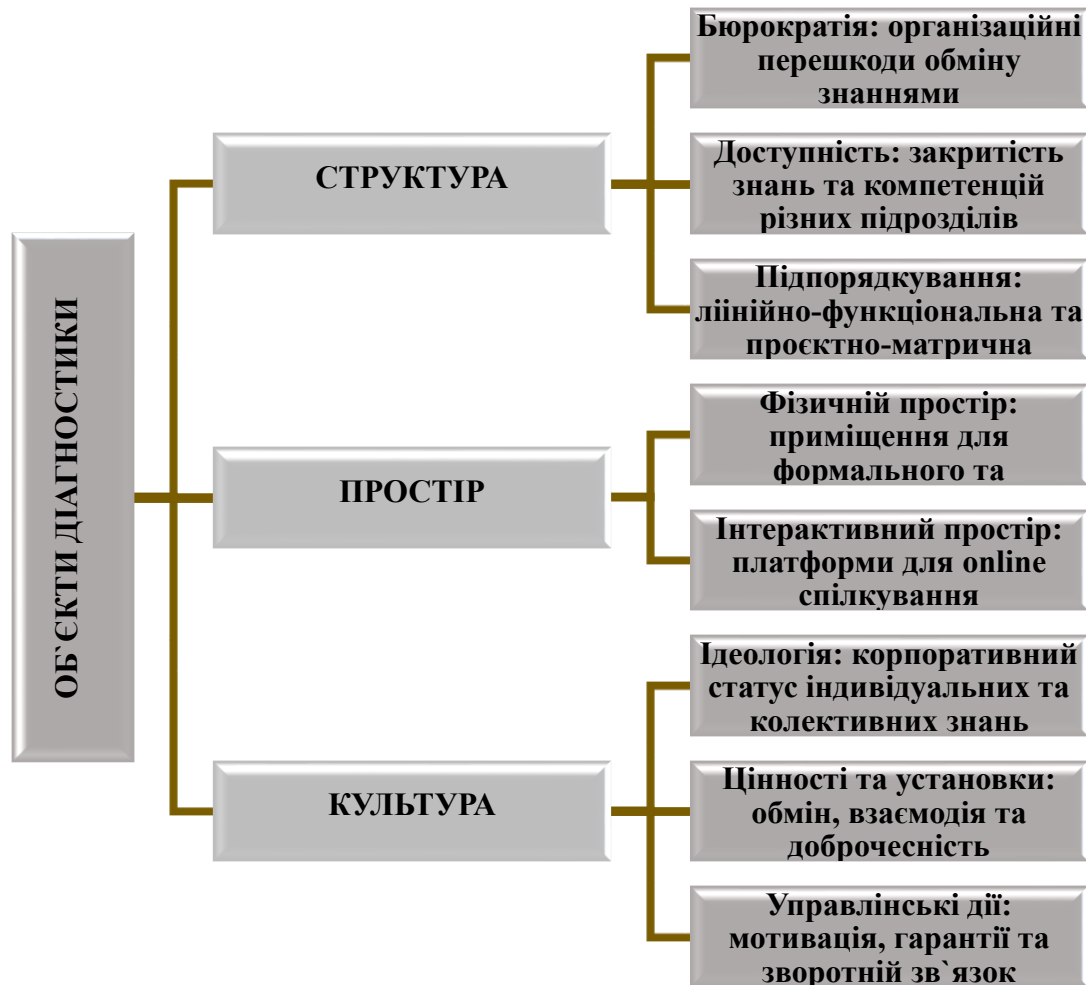 ОБ`ЄКТИ ДІАГНОСТИКИ
СТРУКТУРА
Бюрократія: організаційні
перешкоди обміну
знаннями
Доступність: закритість
знань та компетенцій
різних підрозділів
Підпорядкування:
ліінійно-функціональна та
проєктно-матрична
ПРОСТІР
Фізичній простір:
приміщення для
формального та
Інтерактивний простір:
платформи для online
спілкування
КУЛЬТУРА
Ідеологія: корпоративний
статус індивідуальних та
колективних знань
Цінності та установки:
обмін, взаємодія та
доброчесність
Управлінські дії:
мотивація, гарантії та
зворотній зв`язок